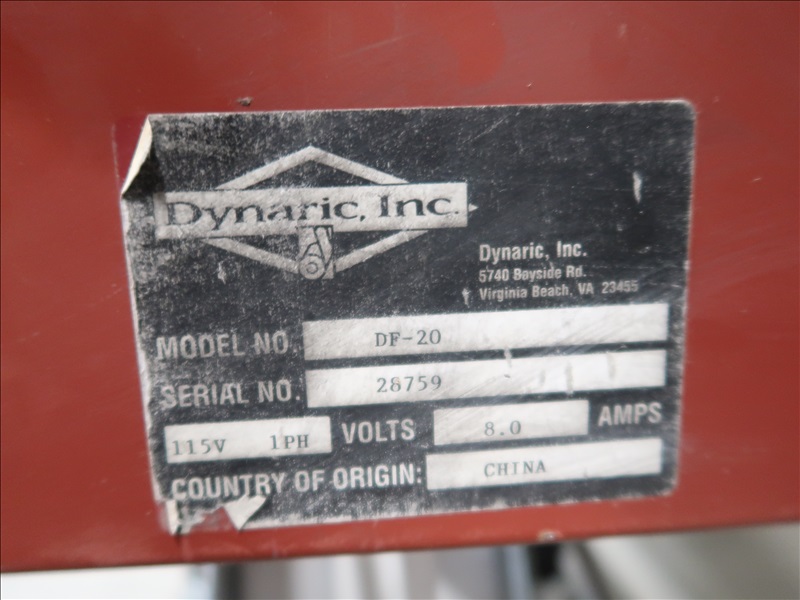 Dynaric, Inc.
Dynaric, Inc.
5740 Bayside Rd.
Virginia Beach, VA 23455
MODEL NO. DF-20
SERIAL NO. 28759
115V 1PH VOLTS 8.0 AMPS
COUNTRY OF ORIGIN: CHINA